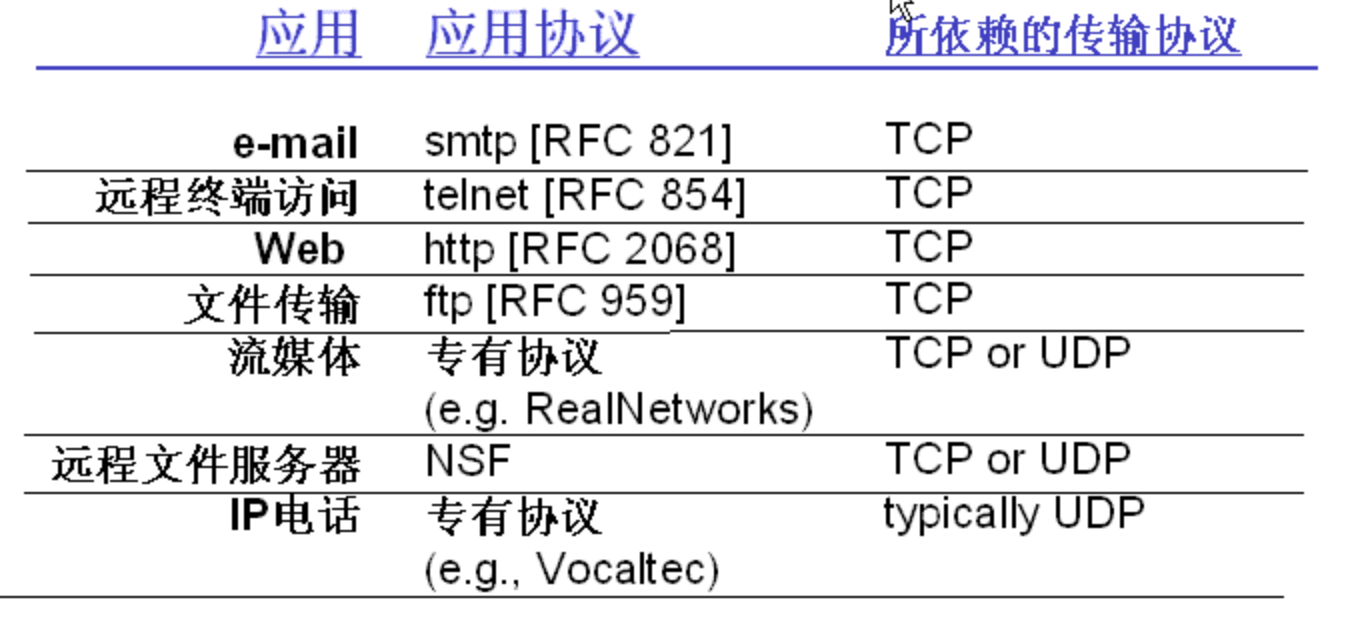 应用 应用协议 所依赖的传输协议
e-mail smtp [RFC 821] TCP
远程终端访问 telnet [RFC 854] TCP
Web http [RFC 2068] TCP
文件传输 ftp [RFC 959] TCP
流媒体 专有协议 TCP or UDP
(e.g. RealNetworks)
远程文件服务器 NSF TCP or UDP
IP电话 专有协议 typically UDP
(e.g., Vocaltec)